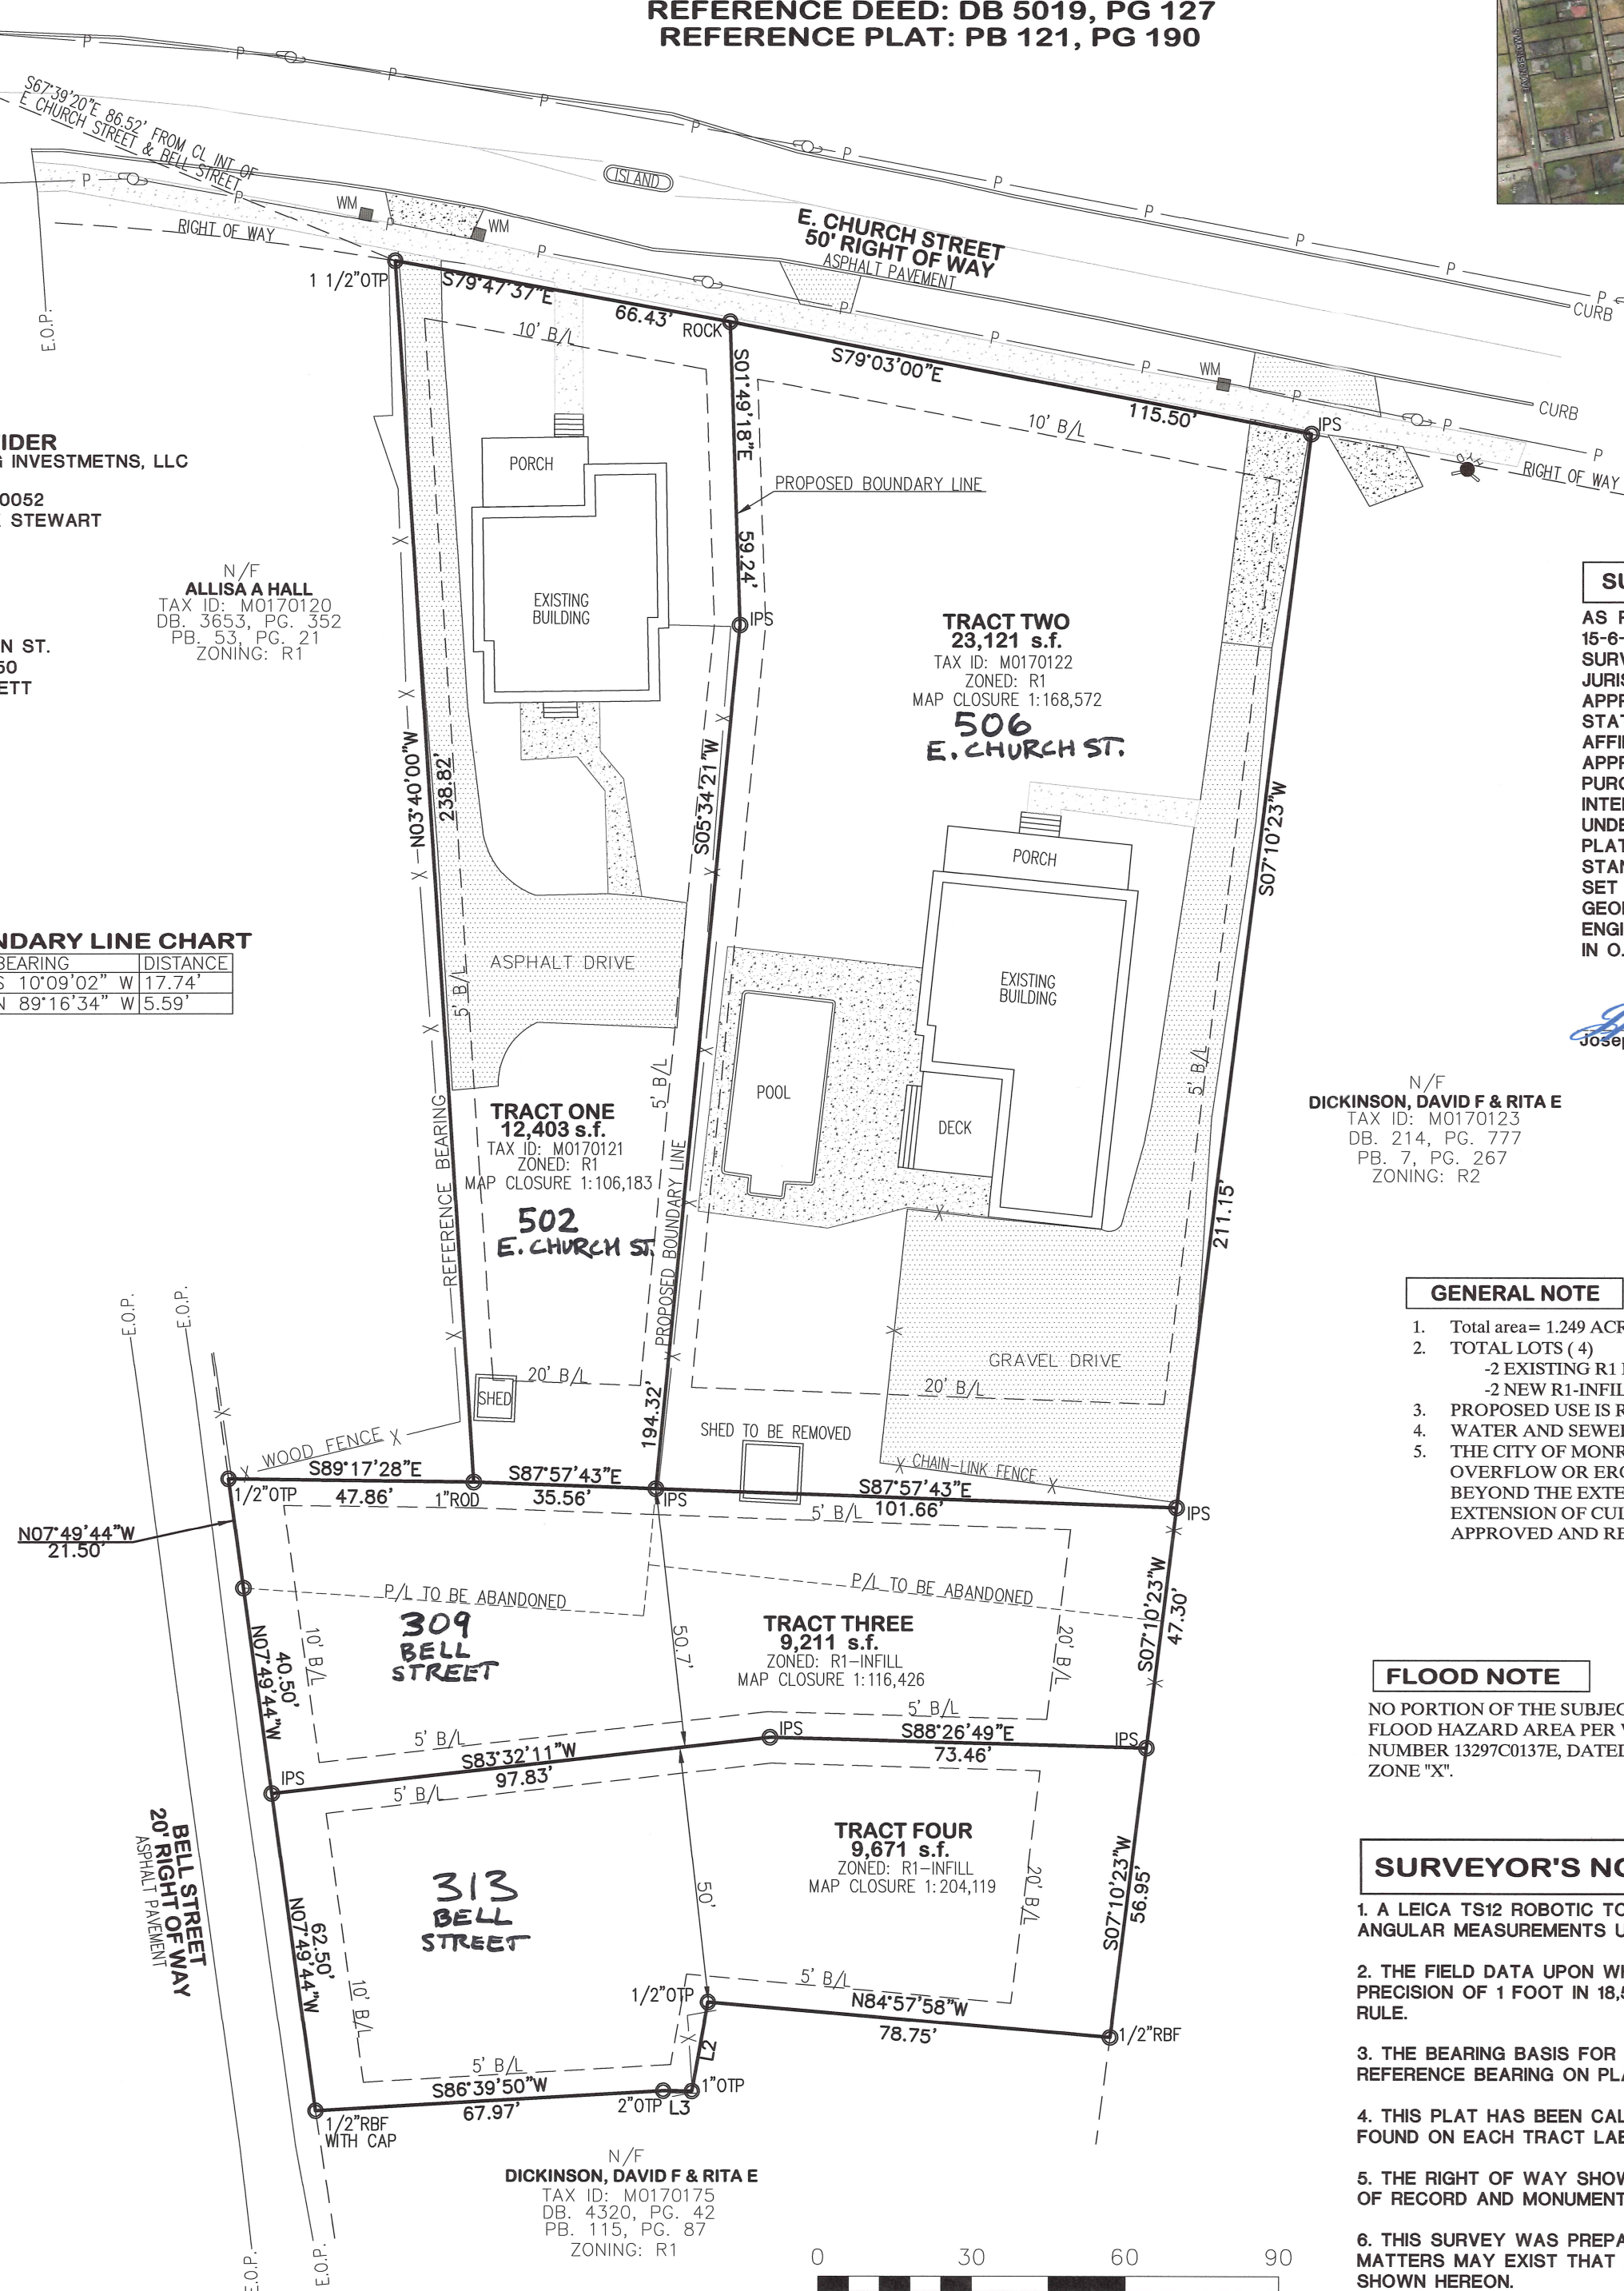 REFERENCE DEED: DB 5019, PG 127
REFERENCE PLAT: PB 121, PG 190
S67°39'20"E 86.52' FROM CL INT OF
E CHURCH STREET & BELL STREET
RIGHT OF WAY
WM
WM
ISLAND
E. CHURCH STREET
50' RIGHT OF WAY
ASPHALT PAVEMENT
CURB
CURB
WM
IPS
RIGHT OF WAY
E.O.P.
1 1/2"OTP
S79°47'37"E
66.43'
ROCK
S79°03'00"E
115.50'
10' B/L
10' B/L
S01°49'18"E
59.24'
PROPOSED BOUNDARY LINE
IPS
PORCH
EXISTING
BUILDING
IDER
INVESTMETNS, LLC
0052
STEWART
N ST.
50
ETT
N/F
ALLISA A HALL
TAX ID: M0170120
DB. 3653, PG. 352
PB. 53, PG. 21
ZONING: R1
TRACT TWO
23,121 s.f.
TAX ID: M0170122
ZONED: R1
MAP CLOSURE 1:168,572
506
E. CHURCH ST.
N03°40'00"W
238.82'
S05°34'21"W
S07°10'23"W
PORCH
EXISTING
BUILDING
NDARY LINE CHART
BEARING DISTANCE
S 10°09'02" W 17.74'
N 89°16'34" W 5.59'
ASPHALT DRIVE
5' B/L
5' B/L
5' B/L
POOL
DECK
TRACT ONE
12,403 s.f.
TAX ID: M0170121
ZONED: R1
MAP CLOSURE 1:106,183
502
E. CHURCH ST.
REFERENCE BEARING
PROPOSED BOUNDARY LINE
211.15'
N/F
DICKINSON, DAVID F & RITA E
TAX ID: M0170123
DB. 214, PG. 777
PB. 7, PG. 267
ZONING: R2
SU
AS
15-6-
SURV
JURIS
APPR
STAT
AFFI
APPR
PURC
INTE
UNDE
PLAT
STAN
SET
GEOR
ENGI
IN O.
Josep
E.O.P.
E.O.P.
GRAVEL DRIVE
20' B/L
20' B/L
SHED
194.32'
SHED TO BE REMOVED
WOOD FENCE
CHAIN-LINK FENCE
S89°17'28"E
47.86'
S87°57'43"E
35.56'
S87°57'43"E
101.66'
1/2"OTP
1"ROD
IPS
IPS
5' B/L
N07°49'44"W
21.50'
P/L TO BE ABANDONED
P/L TO BE ABANDONED
309
BELL
STREET
TRACT THREE
9,211 s.f.
ZONED: R1-INFILL
MAP CLOSURE 1:116,426
10' B/L
50.7'
20' B/L
S07°10'23"W
47.30'
N07°49'44"W
40.50'
5' B/L
5' B/L
S83°32'11"W
97.83'
IPS
S88°26'49"E
73.46'
IPS
IPS
5' B/L
BELL STREET
20' RIGHT OF WAY
ASPHALT PAVEMENT
313
BELL
STREET
TRACT FOUR
9,671 s.f.
ZONED: R1-INFILL
MAP CLOSURE 1:204,119
50'
20' B/L
S07°10'23"W
56.95'
N07°49'44"W
62.50'
10' B/L
5' B/L
1/2"OTP
N84°57'58"W
78.75'
1/2"RBF
L2
5' B/L
S86°39'50"W
67.97'
2"OTP
L3
1"OTP
1/2"RBF
WITH CAP
N/F
DICKINSON, DAVID F & RITA E
TAX ID: M0170175
DB. 4320, PG. 42
PB. 115, PG. 87
ZONING: R1
E.O.P.
E.O.P.
0 30 60 90
GENERAL NOTE
1. Total area= 1.249 ACR
2. TOTAL LOTS ( 4)
-2 EXISTING R1
-2 NEW R1-INFIL
3. PROPOSED USE IS R
4. WATER AND SEWE
5. THE CITY OF MONR
OVERFLOW OR ERO
BEYOND THE EXTE
EXTENSION OF CUL
APPROVED AND RE
FLOOD NOTE
NO PORTION OF THE SUBJEC
FLOOD HAZARD AREA PER
NUMBER 13297C0137E, DATED
ZONE "X".
SURVEYOR'S NO
1. A LEICA TS12 ROBOTIC TO
ANGULAR MEASUREMENTS U
2. THE FIELD DATA UPON WH
PRECISION OF 1 FOOT IN 18,5
RULE.
3. THE BEARING BASIS FOR
REFERENCE BEARING ON PLA
4. THIS PLAT HAS BEEN CAL
FOUND ON EACH TRACT LAB
5. THE RIGHT OF WAY SHOW
OF RECORD AND MONUMENT
6. THIS SURVEY WAS PREPA
MATTERS MAY EXIST THAT
SHOWN HEREON.